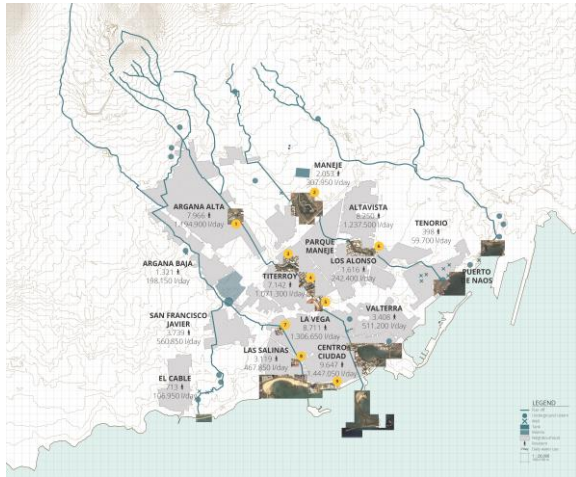 MANEJE
2.053
307.950 l/day
ARGANA ALTA
7.966
1.194.900 l/day
ALTAVISTA
8.250
1.237.500 l/day
TENORIO
398
59.700 l/day
PARQUE
MANEJE
LOS ALONSO
1.616
242.400 l/day
ARGANA BAJA
1.321
198.150 l/day
TITERROY
7.142
1.071.300 l/day
PUERTO
DE NAOS
SAN FRANCISCO
JAVIER
3.739
560.850 l/day
LA VEGA
8.711
1.306.650 l/day
VALTERRA
3.408
511.200 l/day
LAS SALINAS
3.119
467.850 l/day
CENTRO
CIUDAD
9.647
1.447.050 l/day
EL CABLE
713
106.950 l/day
LEGEND